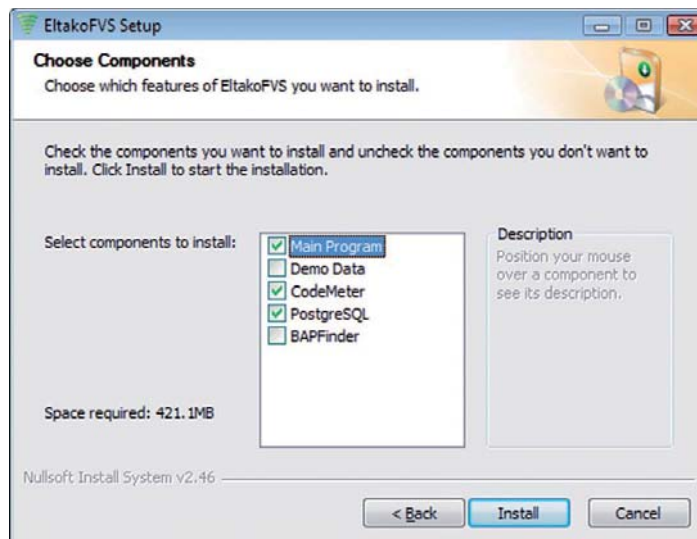 EltakoFVS Setup
Choose Components
Choose which features of EltakoFVS you want to install.
Check the components you want to install and uncheck the components you don't want to
install. Click Install to start the installation.
Select components to install:
Main Program
Demo Data
CodeMeter
PostgreSQL
BAPFinder
Description
Position your mouse
over a component to
see its description.
Space required: 421.1MB
Nullsoft Install System v2.46
< Back
Install
Cancel